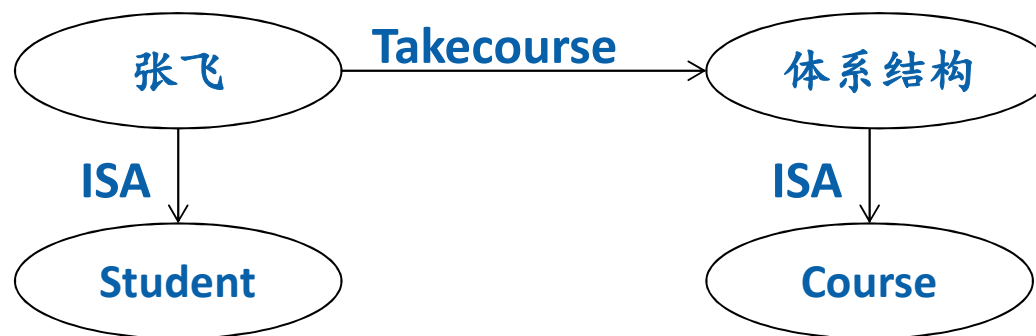 张飞
Takecourse
体系结构
ISA
ISA
Student
Course